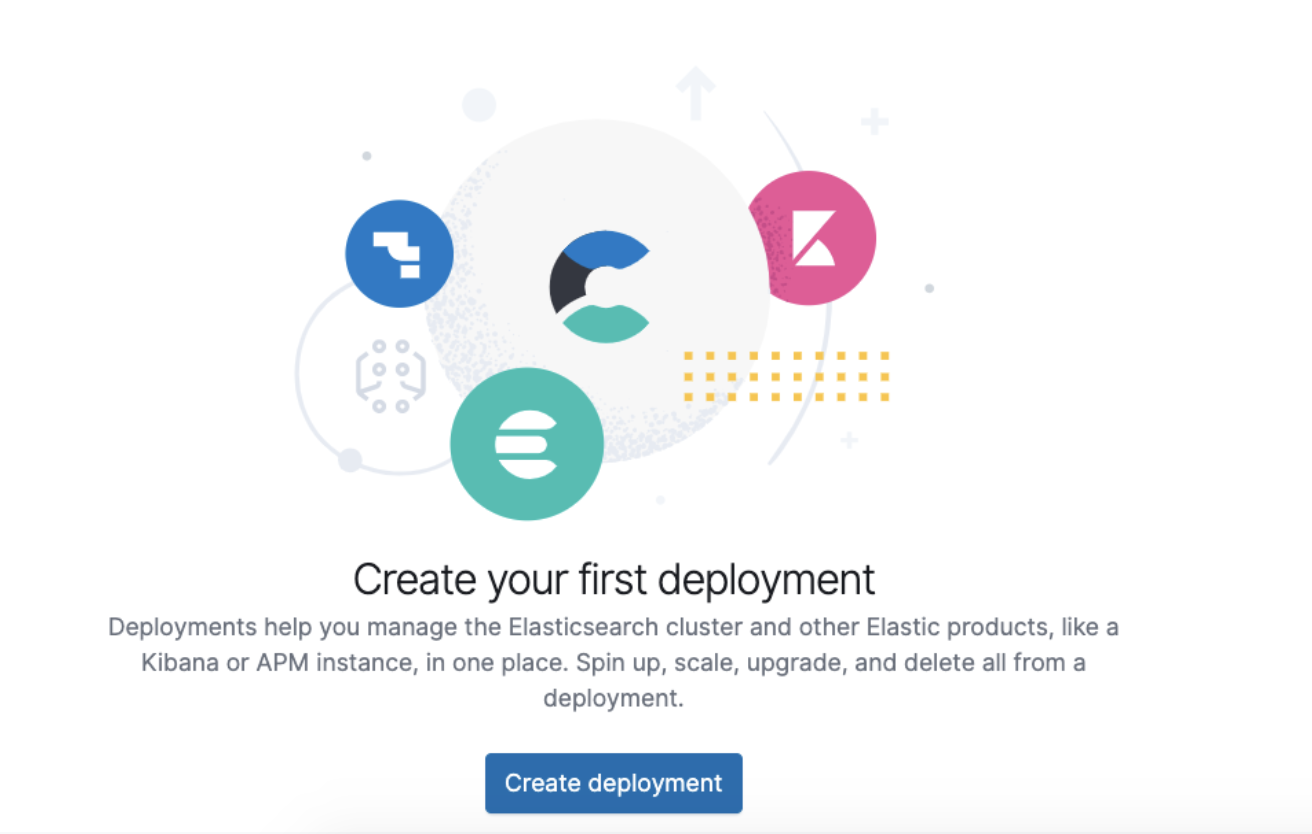 Create your first deployment
Deployments help you manage the Elasticsearch cluster and other Elastic products, like a
Kibana or APM instance, in one place. Spin up, scale, upgrade, and delete all from a
deployment.
Create deployment